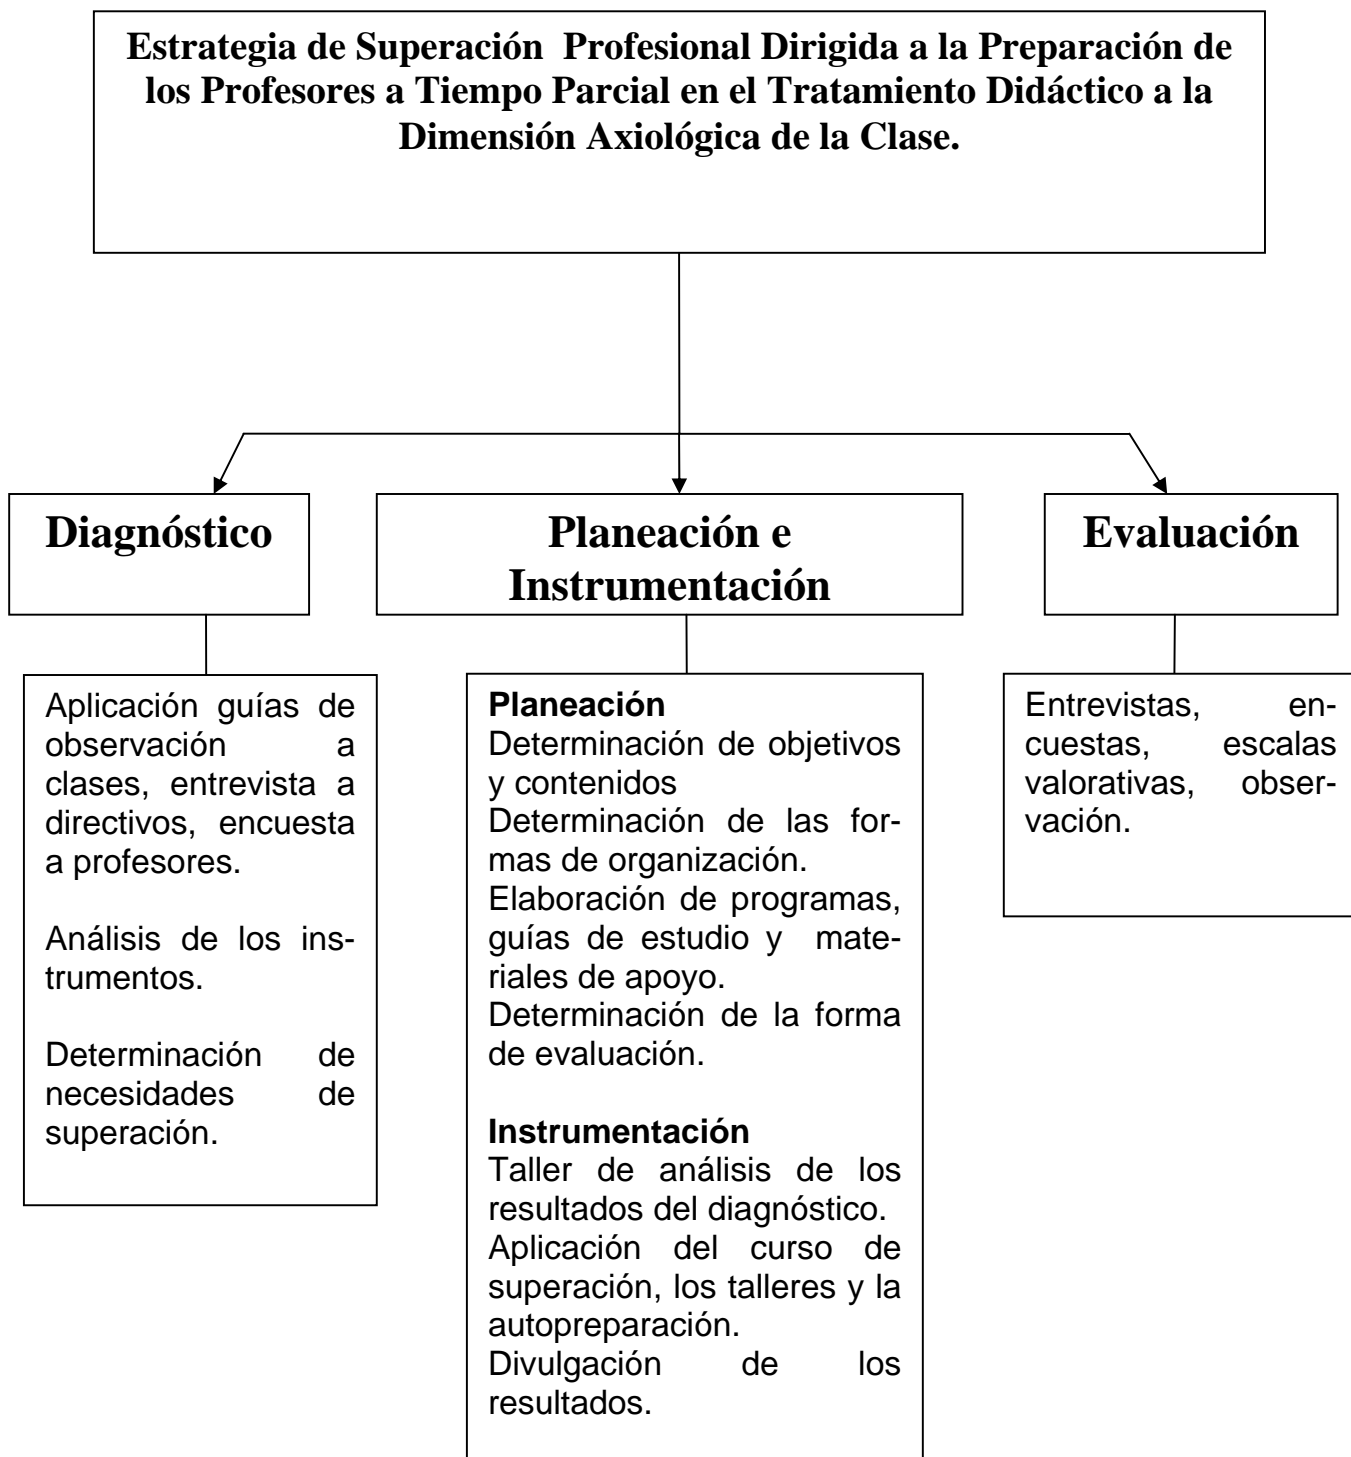 Estrategia de Superación  Profesional Dirigida a la Preparación de
los Profesores a Tiempo Parcial en el Tratamiento Didáctico a la
Dimensión Axiológica de la Clase.
Diagnóstico
Planeación e
Instrumentación
Evaluación
Aplicación guías de
observación a
clases, entrevista a
directivos, encuesta
a profesores.
Análisis de los ins-
trumentos.
Determinación de
necesidades de
superación.
Planeación
Determinación de objetivos
y contenidos
Determinación de las for-
mas de organización.
Elaboración de programas,
guías de estudio y  mate-
riales de apoyo.
Determinación de la forma
de evaluación.
Instrumentación
Taller de análisis de los
resultados del diagnóstico.
Aplicación del curso de
superación, los talleres y la
autopreparación.
Divulgación de los
resultados.
Entrevistas, en-
cuestas, escalas
valorativas, obser-
vación.